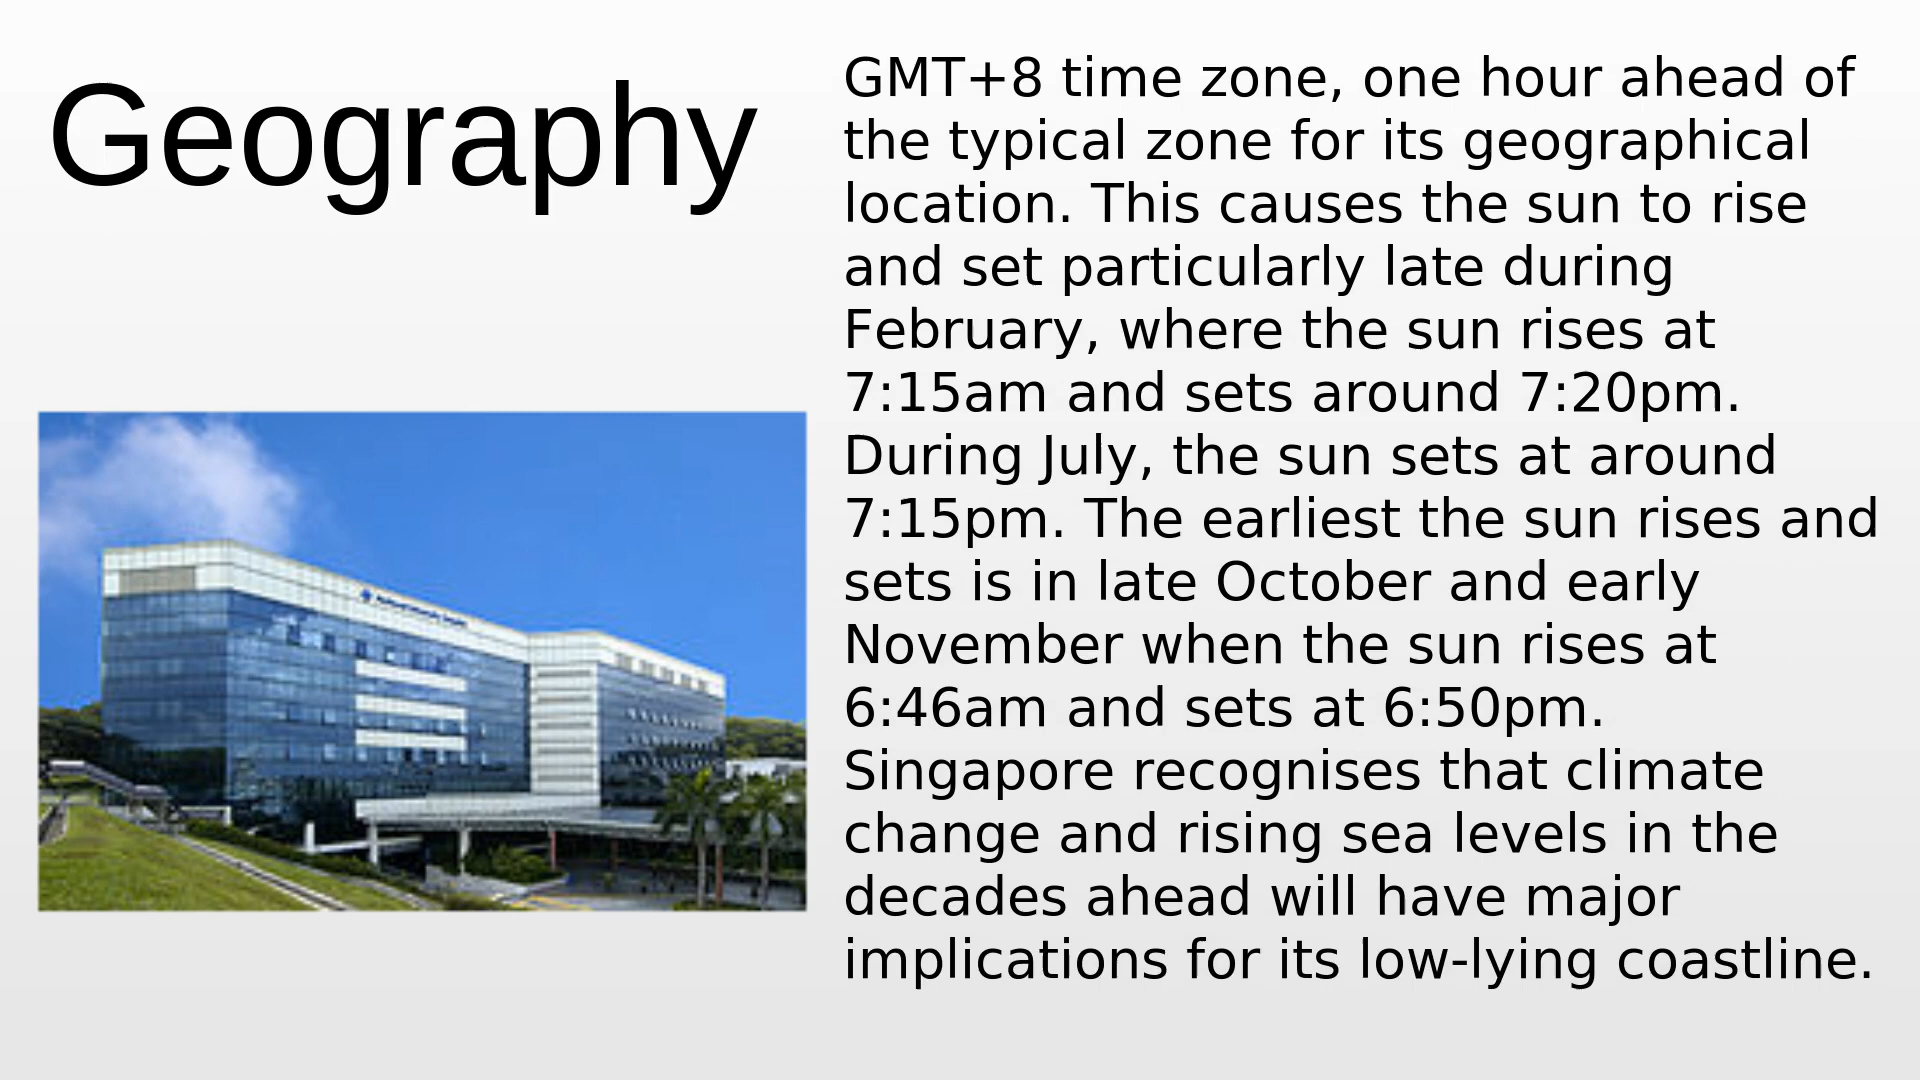 Geography
GMT+8 time zone, one hour ahead of
the typical zone for its geographical
location. This causes the sun to rise
and set particularly late during
February, where the sun rises at
7:15am and sets around 7:20pm.
During July, the sun sets at around
7:15pm. The earliest the sun rises and
sets is in late October and early
November when the sun rises at
6:46am and sets at 6:50pm.
Singapore recognises that climate
change and rising sea levels in the
decades ahead will have major
implications for its low-lying coastline.